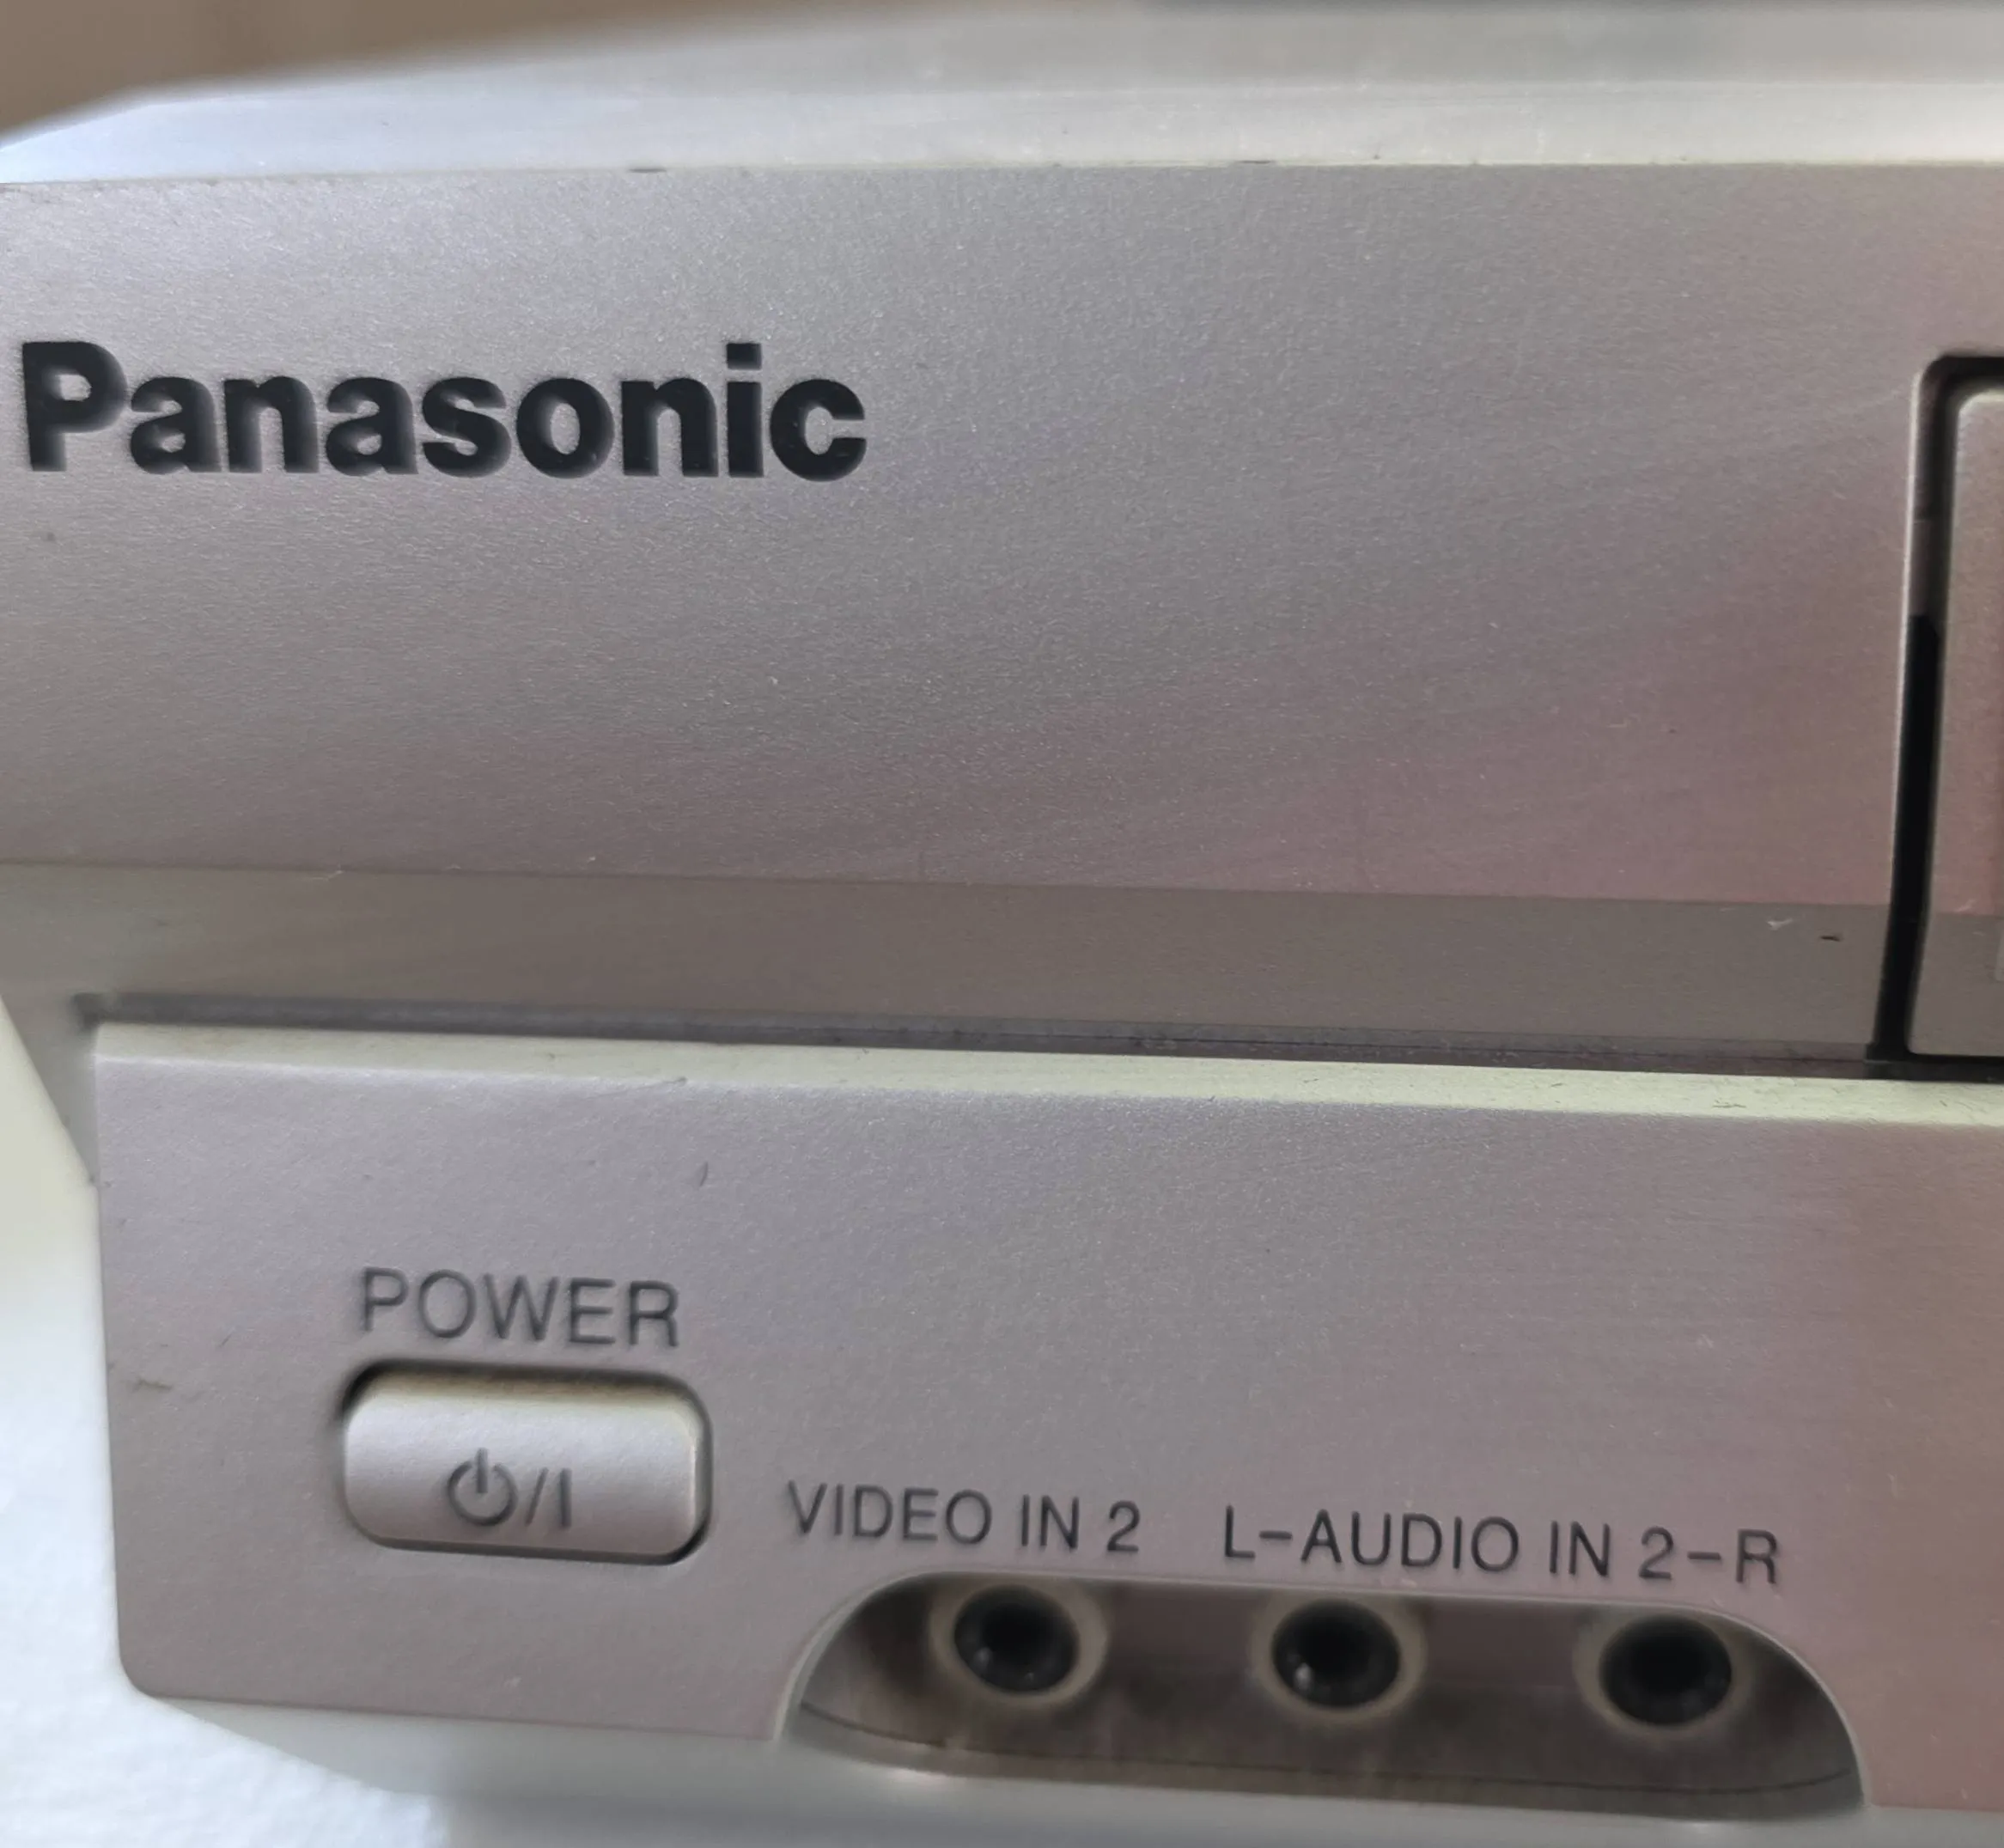 Panasonic
POWER
⏻/I
VIDEO IN 2 L-AUDIO IN 2-R